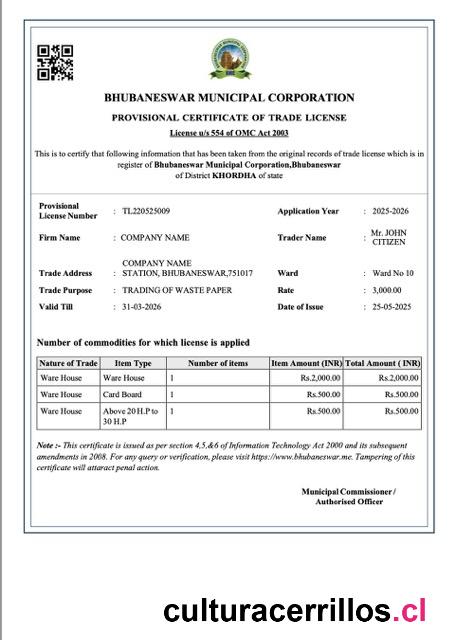 BHUBANESWAR MUNICIPAL CORPORATION
PROVISIONAL CERTIFICATE OF TRADE LICENSE
License u/s 554 of OMC Act 2003
This is to certify that following information that has been taken from the original records of trade license which is in
register of Bhubaneswar Municipal Corporation,Bhubaneswar
of District KHORDHA of state
Provisional License Number : TL220525009 Application Year : 2025-2026
Firm Name : COMPANY NAME Trader Name : Mr. JOHN CITIZEN
Trade Address : COMPANY NAME STATION, BHUBANESWAR,751017 Ward : Ward No 10
Trade Purpose : TRADING OF WASTE PAPER Rate : 3,000.00
Valid Till : 31-03-2026 Date of Issue : 25-05-2025
Number of commodities for which license is applied
Nature of Trade Item Type Number of items Item Amount (INR) Total Amount ( INR)
Ware House Ware House 1 Rs.2,000.00 Rs.2,000.00
Ware House Card Board 1 Rs.500.00 Rs.500.00
Ware House Above 20 H.P to 30 H.P 1 Rs.500.00 Rs.500.00
Note :- This certificate is issued as per section 4,5,&6 of Information Technology Act 2000 and its subsequent
amendments in 2008. For any query or verification, please visit https://www.bhubaneswar.me. Tampering of this
certificate will attaract penal action.
Municipal Commissioner /
Authorised Officer
culturacerrillos.cl